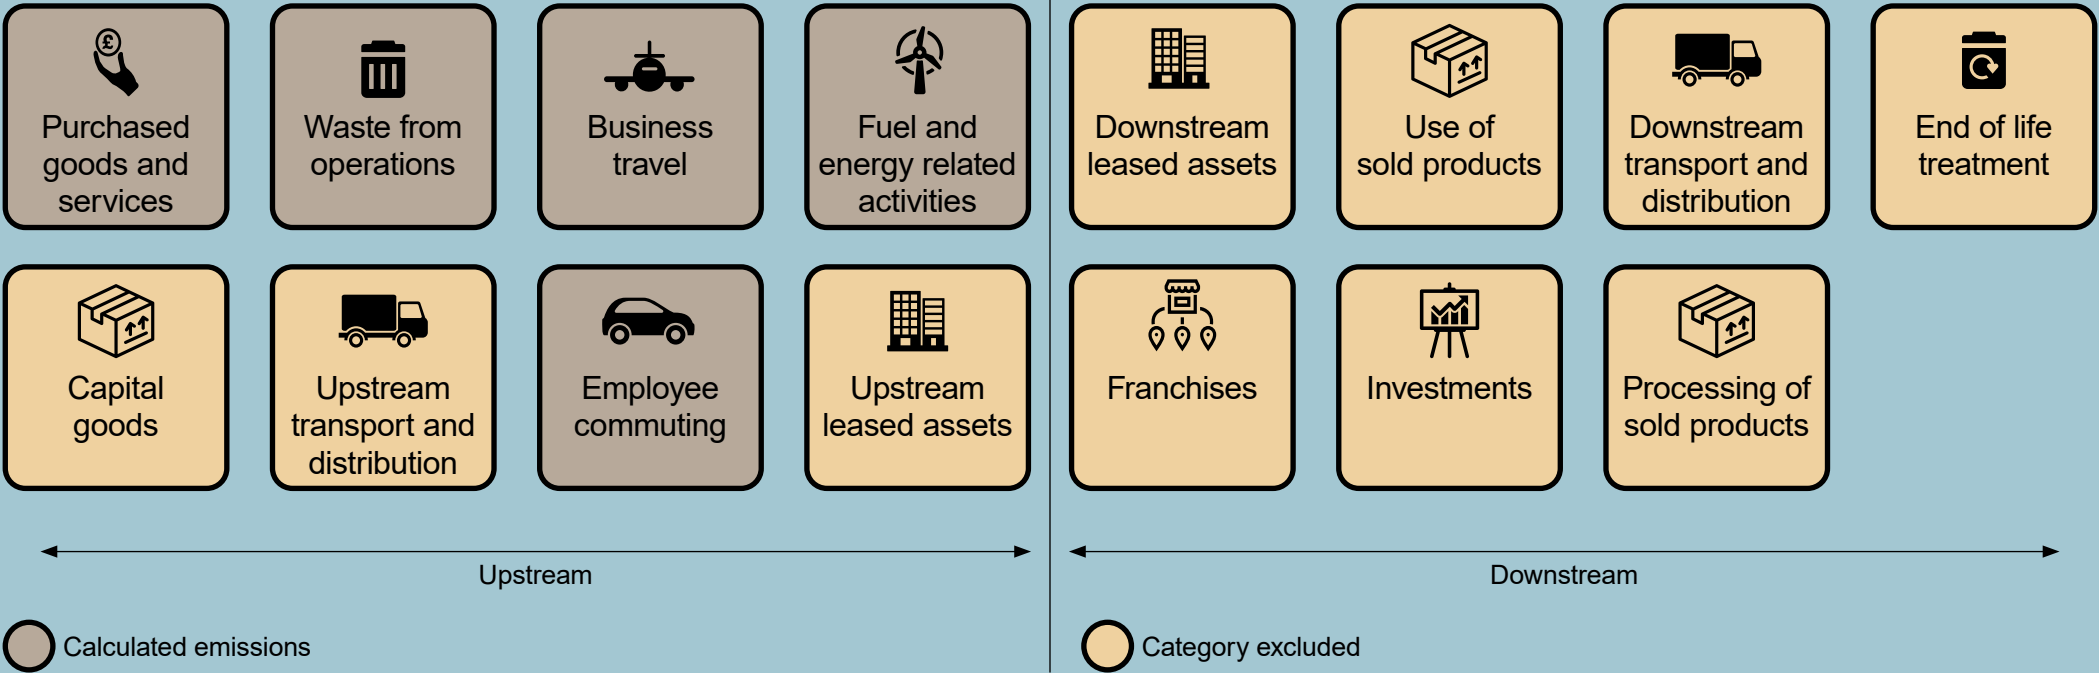 £
Purchased
goods and
services
Waste from
operations
Business
travel
Fuel and
energy related
activities
Downstream
leased assets
Use of
sold products
Downstream
transport and
distribution
End of life
treatment
Capital
goods
Upstream
transport and
distribution
Employee
commuting
Upstream
leased assets
Franchises
Investments
Processing of
sold products
Upstream
Downstream
Calculated emissions
Category excluded